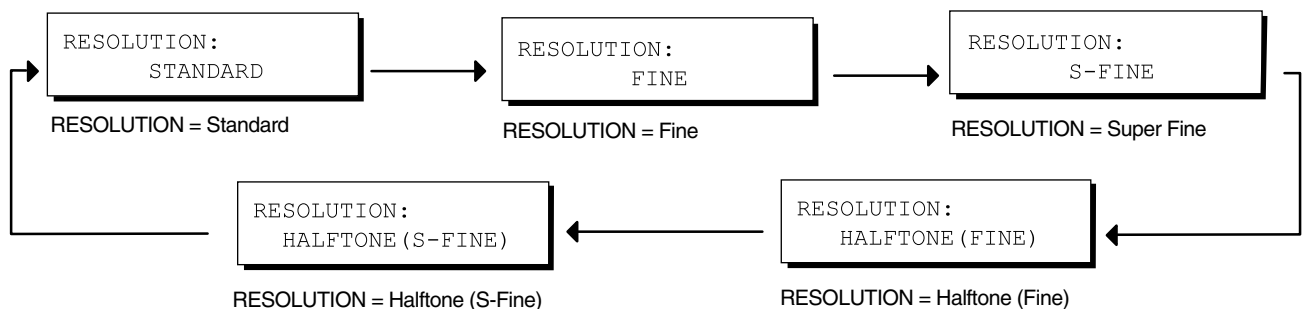 RESOLUTION:
STANDARD
RESOLUTION = Standard
RESOLUTION:
FINE
RESOLUTION = Fine
RESOLUTION:
S-FINE
RESOLUTION = Super Fine
RESOLUTION:
HALFTONE(S-FINE)
RESOLUTION = Halftone (S-Fine)
RESOLUTION:
HALFTONE(FINE)
RESOLUTION = Halftone (Fine)